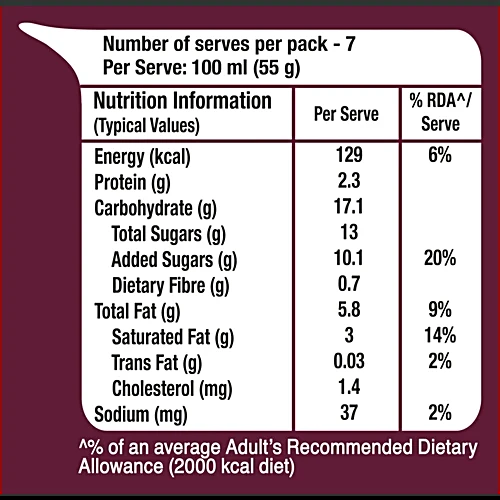 Number of serves per pack - 7
Per Serve: 100 ml (55 g)
Nutrition Information (Typical Values) Per Serve % RDA^/ Serve
Energy (kcal) 129 6%
Protein (g) 2.3
Carbohydrate (g) 17.1
Total Sugars (g) 13
Added Sugars (g) 10.1 20%
Dietary Fibre (g) 0.7
Total Fat (g) 5.8 9%
Saturated Fat (g) 3 14%
Trans Fat (g) 0.03 2%
Cholesterol (mg) 1.4
Sodium (mg) 37 2%
^% of an average Adult's Recommended Dietary
Allowance (2000 kcal diet)